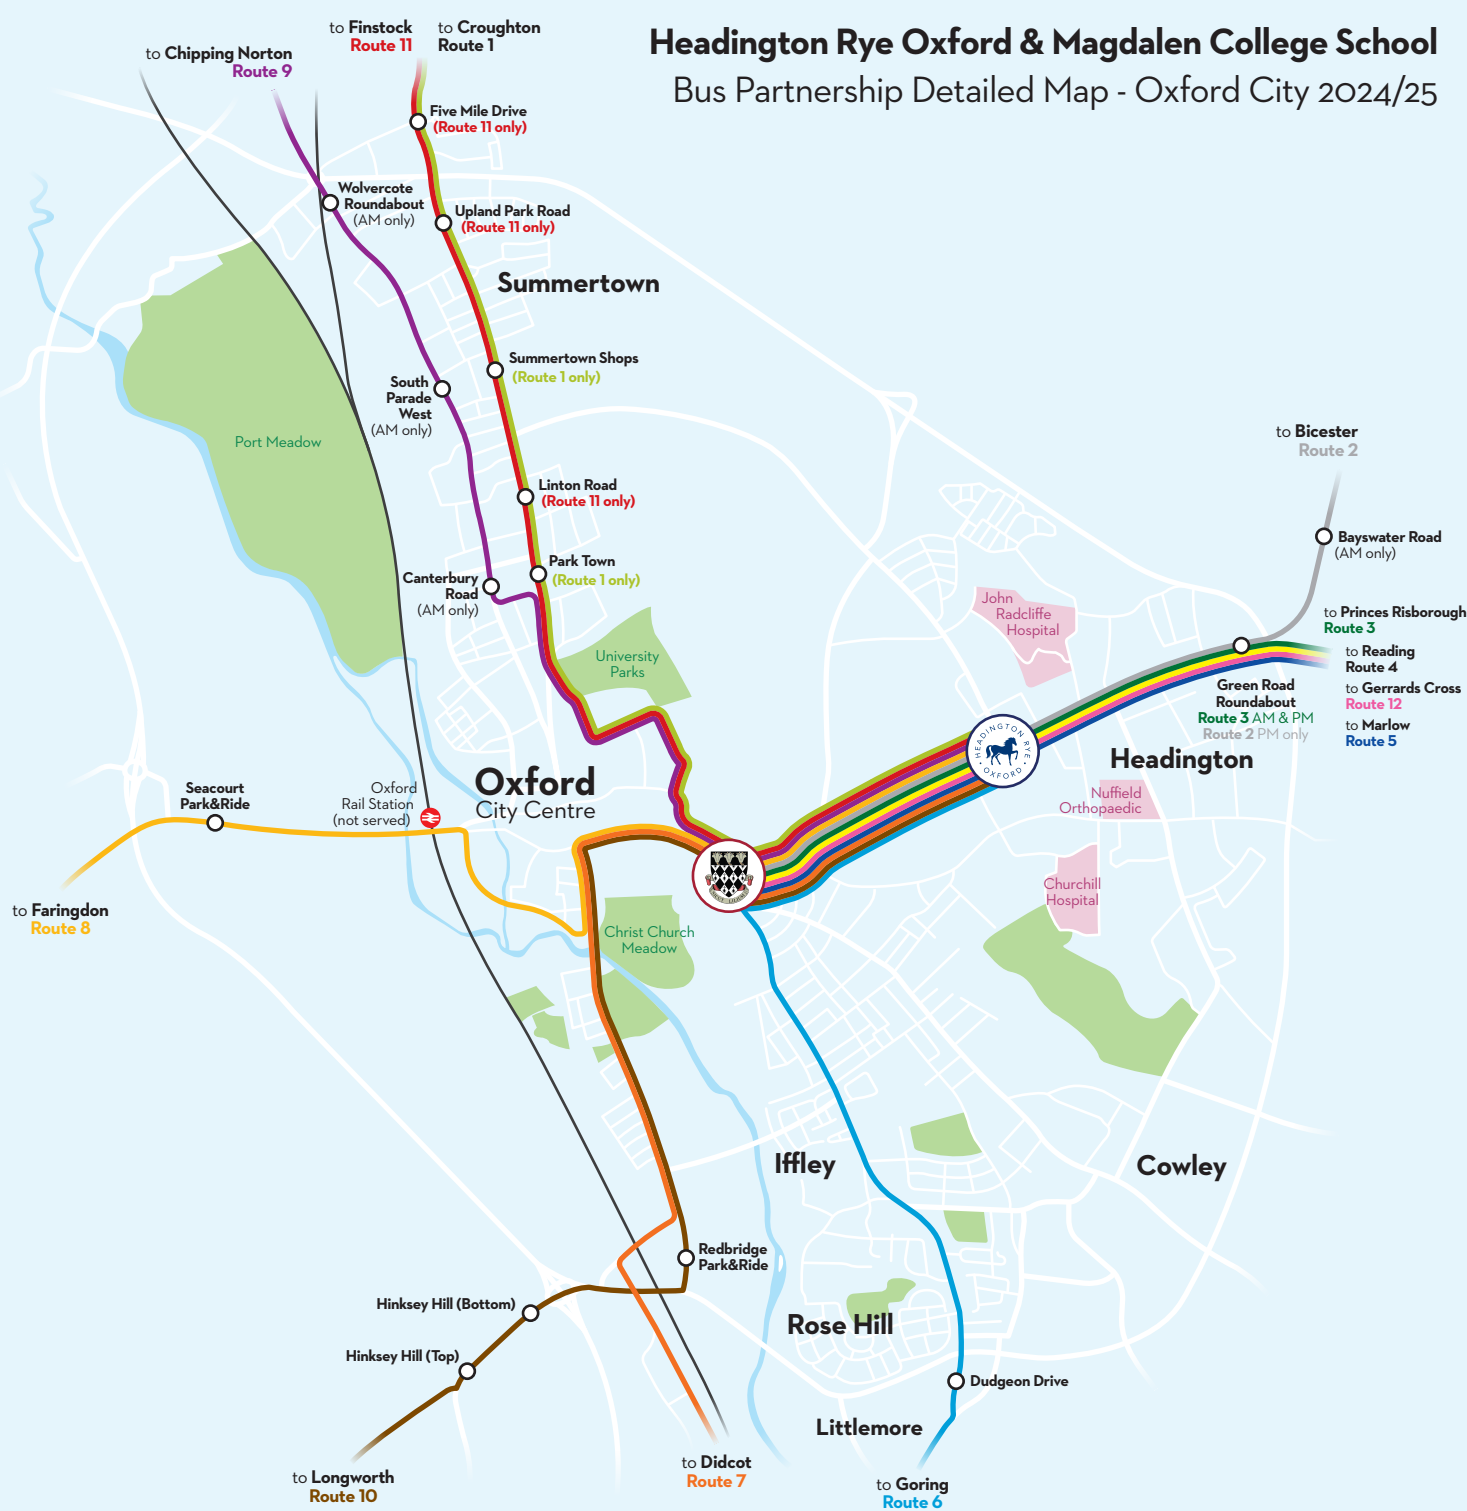 Headington Rye Oxford & Magdalen College School
Bus Partnership Detailed Map - Oxford City 2024/25
to Finstock
Route 11
to Croughton
Route 1
to Chipping Norton
Route 9
Five Mile Drive
(Route 11 only)
Wolvercote
Roundabout
(AM only)
Upland Park Road
(Route 11 only)
Summertown
Summertown Shops
(Route 1 only)
South
Parade
West
(AM only)
Port Meadow
Linton Road
(Route 11 only)
Park Town
(Route 1 only)
Canterbury
Road
(AM only)
University
Parks
to Bicester
Route 2
Bayswater Road
(AM only)
John
Radcliffe
Hospital
to Princes Risborough
Route 3
to Reading
Route 4
to Gerrards Cross
Route 12
to Marlow
Route 5
Green Road
Roundabout
Route 3 AM & PM
Route 2 PM only
HEADINGTON RYE
OXFORD
Headington
Nuffield
Orthopaedic
Churchill
Hospital
Oxford
City Centre
Oxford
Rail Station
(not served)
Seacourt
Park&Ride
to Faringdon
Route 8
Christ Church
Meadow
Iffley
Cowley
Redbridge
Park&Ride
Hinksey Hill (Bottom)
Hinksey Hill (Top)
Rose Hill
Dudgeon Drive
Littlemore
to Longworth
Route 10
to Didcot
Route 7
to Goring
Route 6